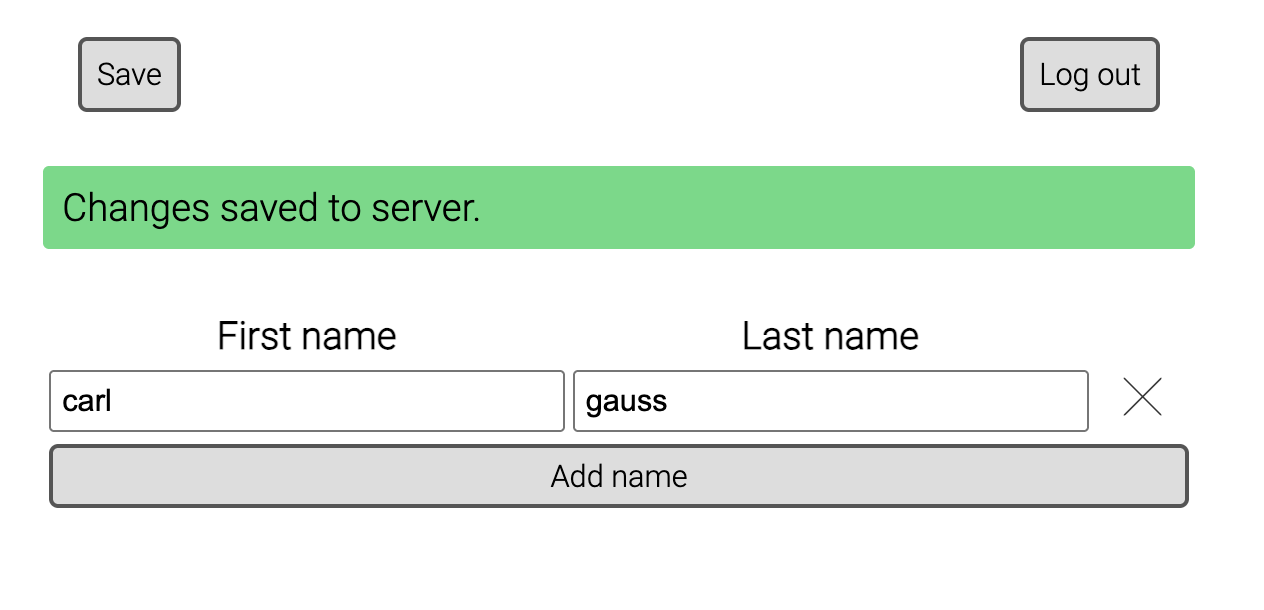 Save
Log out
Changes saved to server.
First name
Last name
carl
gauss
Add name